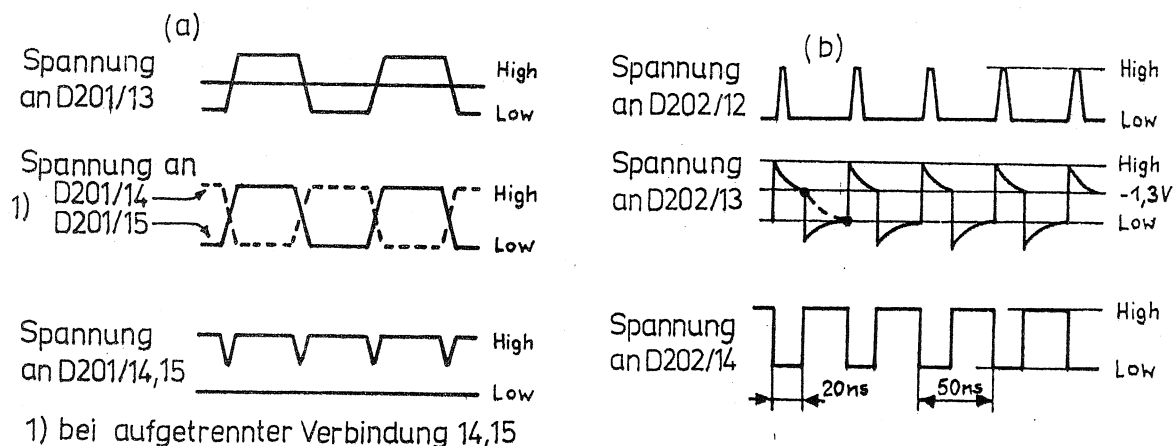 (a)
Spannung
an D201/13
High
Low
Spannung an
1) D201/14
D201/15
High
Low
Spannung
an D201/14,15
High
Low
1) bei aufgetrennter Verbindung 14,15
(b)
Spannung
an D202/12
High
Low
Spannung
an D202/13
High
-1,3V
Low
Spannung
an D202/14
High
Low
20ns
50ns